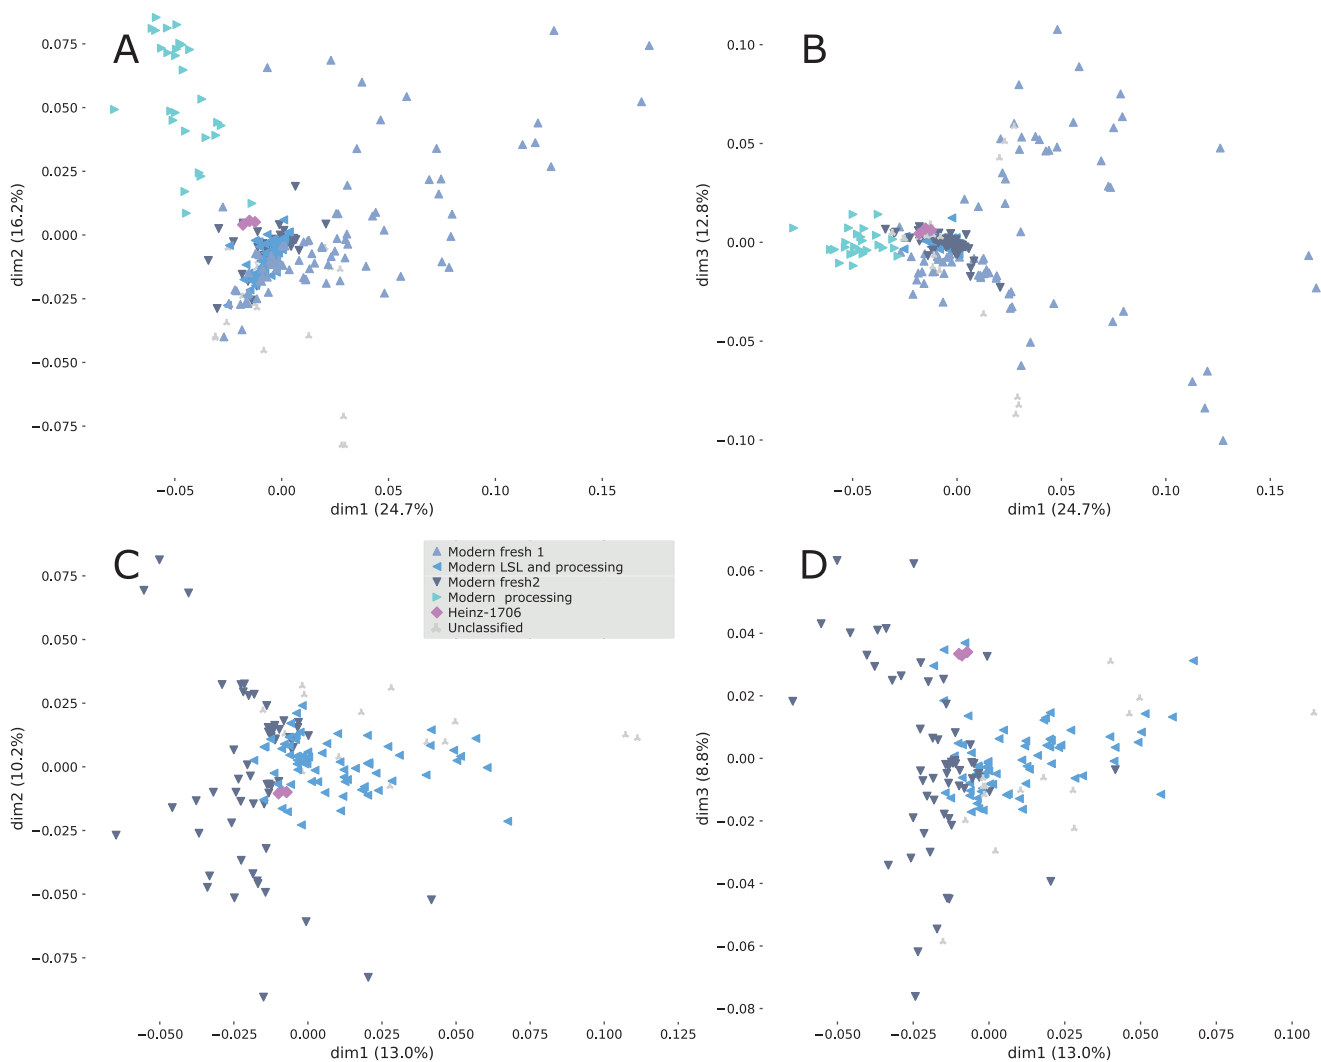 A
0.075
0.050
0.025
0.000
−0.025
−0.050
−0.075
dim2 (16.2%)
−0.05 0.00 0.05 0.10 0.15
dim1 (24.7%)
B
0.10
0.05
0.00
−0.05
−0.10
dim3 (12.8%)
−0.05 0.00 0.05 0.10 0.15
dim1 (24.7%)
C
0.075
0.050
0.025
0.000
−0.025
−0.050
−0.075
dim2 (10.2%)
−0.050 −0.025 0.000 0.025 0.050 0.075 0.100 0.125
dim1 (13.0%)
Modern fresh 1
Modern LSL and processing
Modern fresh2
Modern processing
Heinz-1706
Unclassified
D
0.06
0.04
0.02
0.00
−0.02
−0.04
−0.06
−0.08
dim3 (8.8%)
−0.050 −0.025 0.000 0.025 0.050 0.075 0.100
dim1 (13.0%)